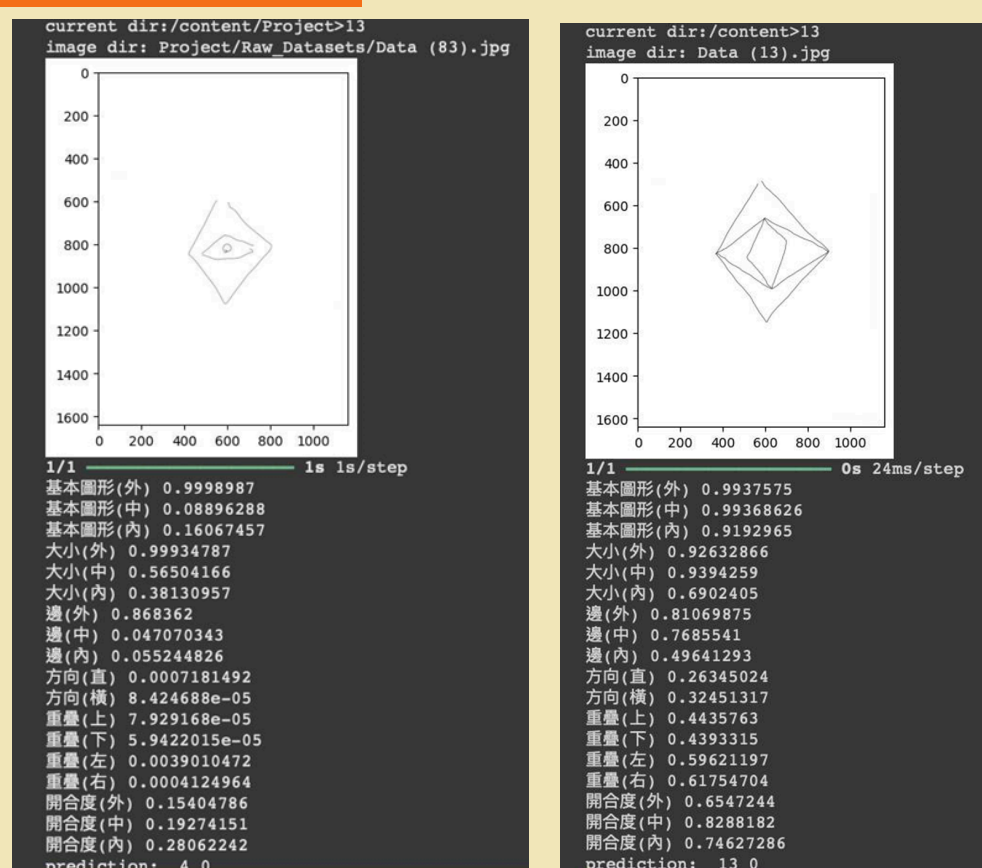 current dir:/content/Project>13
image dir: Project/Raw_Datasets/Data (83).jpg
0
200
400
600
800
1000
1200
1400
1600
0 200 400 600 800 1000
1/1 1s 1s/step
基本圖形(外) 0.9998987
基本圖形(中) 0.08896288
基本圖形(內) 0.16067457
大小(外) 0.99934787
大小(中) 0.56504166
大小(內) 0.38130957
邊(外) 0.868362
邊(中) 0.047070343
邊(內) 0.055244826
方向(直) 0.0007181492
方向(橫) 8.424688e-05
重疊(上) 7.929168e-05
重疊(下) 5.9422015e-05
重疊(左) 0.0039010472
重疊(右) 0.0004124964
開合度(外) 0.15404786
開合度(中) 0.19274151
開合度(內) 0.28062242
prediction: 4.0
current dir:/content>13
image dir: Data (13).jpg
0
200
400
600
800
1000
1200
1400
1600
0 200 400 600 800 1000
1/1 0s 24ms/step
基本圖形(外) 0.9937575
基本圖形(中) 0.99368626
基本圖形(內) 0.9192965
大小(外) 0.92632866
大小(中) 0.9394259
大小(內) 0.6902405
邊(外) 0.81069875
邊(中) 0.7685541
邊(內) 0.49641293
方向(直) 0.26345024
方向(橫) 0.32451317
重疊(上) 0.4435763
重疊(下) 0.4393315
重疊(左) 0.59621197
重疊(右) 0.61754704
開合度(外) 0.6547244
開合度(中) 0.8288182
開合度(內) 0.74627286
prediction: 13.0